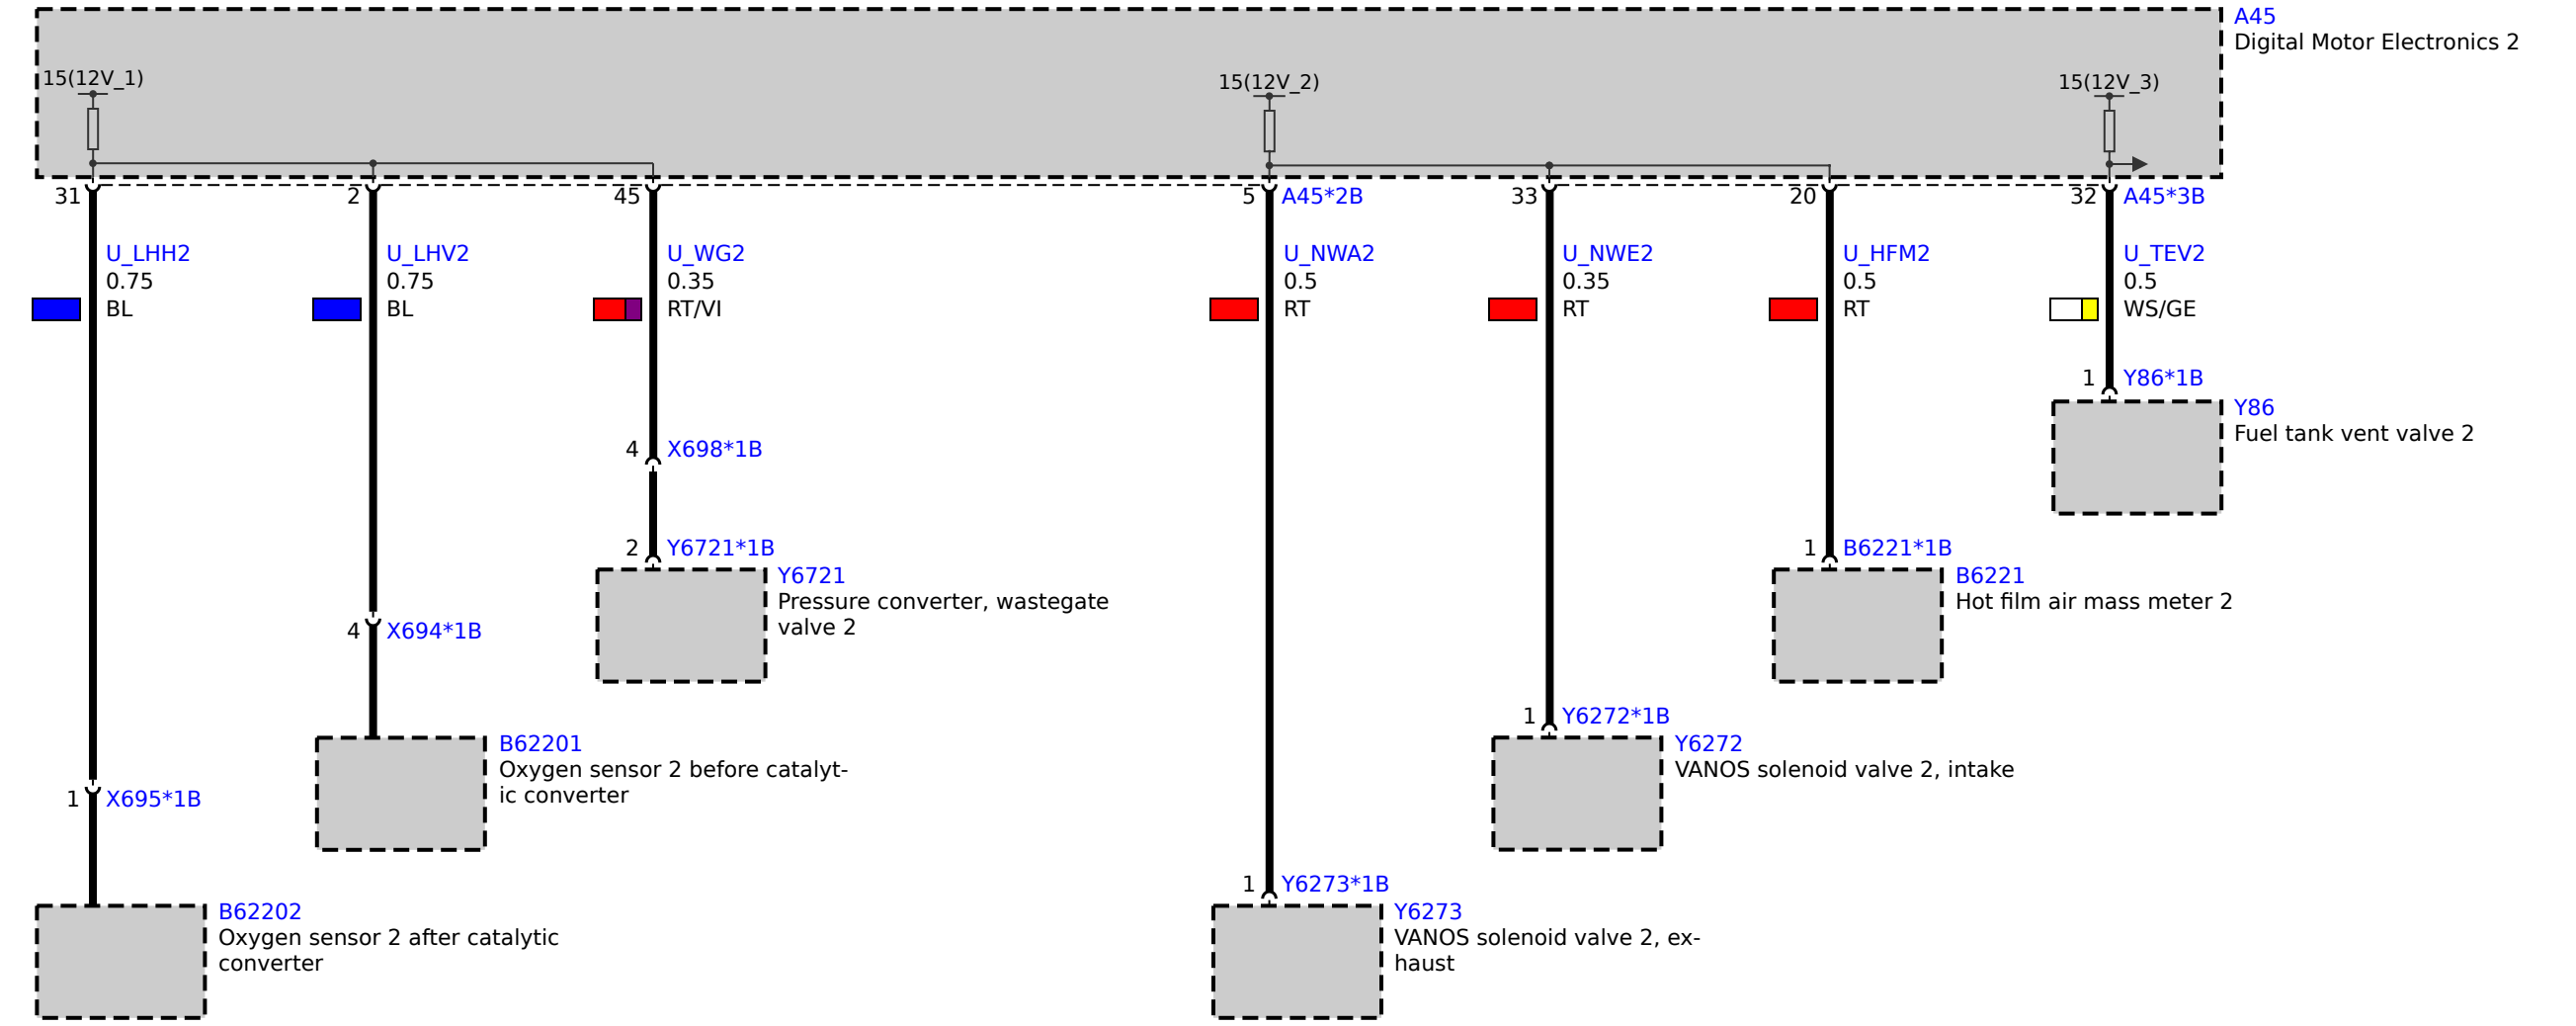 A45
Digital Motor Electronics 2
15(12V_1)
15(12V_2)
15(12V_3)
31
2
45
5
A45*2B
33
20
32
A45*3B
U_LHH2
0.75
BL
U_LHV2
0.75
BL
U_WG2
0.35
RT/VI
U_NWA2
0.5
RT
U_NWE2
0.35
RT
U_HFM2
0.5
RT
U_TEV2
0.5
WS/GE
1
Y86*1B
Y86
Fuel tank vent valve 2
4
X698*1B
2
Y6721*1B
Y6721
Pressure converter, wastegate
valve 2
1
B6221*1B
B6221
Hot film air mass meter 2
4
X694*1B
B62201
Oxygen sensor 2 before catalyt-
ic converter
1
Y6272*1B
Y6272
VANOS solenoid valve 2, intake
1
X695*1B
B62202
Oxygen sensor 2 after catalytic
converter
1
Y6273*1B
Y6273
VANOS solenoid valve 2, ex-
haust